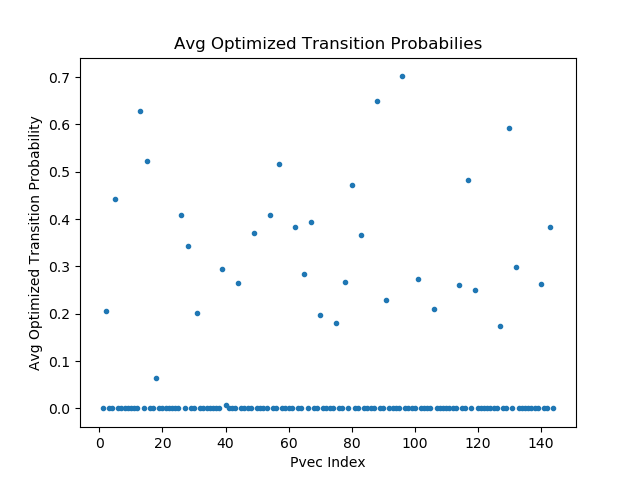 Avg Optimized Transition Probabilies
0.7
0.6
0.5
0.4
0.3
0.2
0.1
0.0
Avg Optimized Transition Probability
0 20 40 60 80 100 120 140
Pvec Index